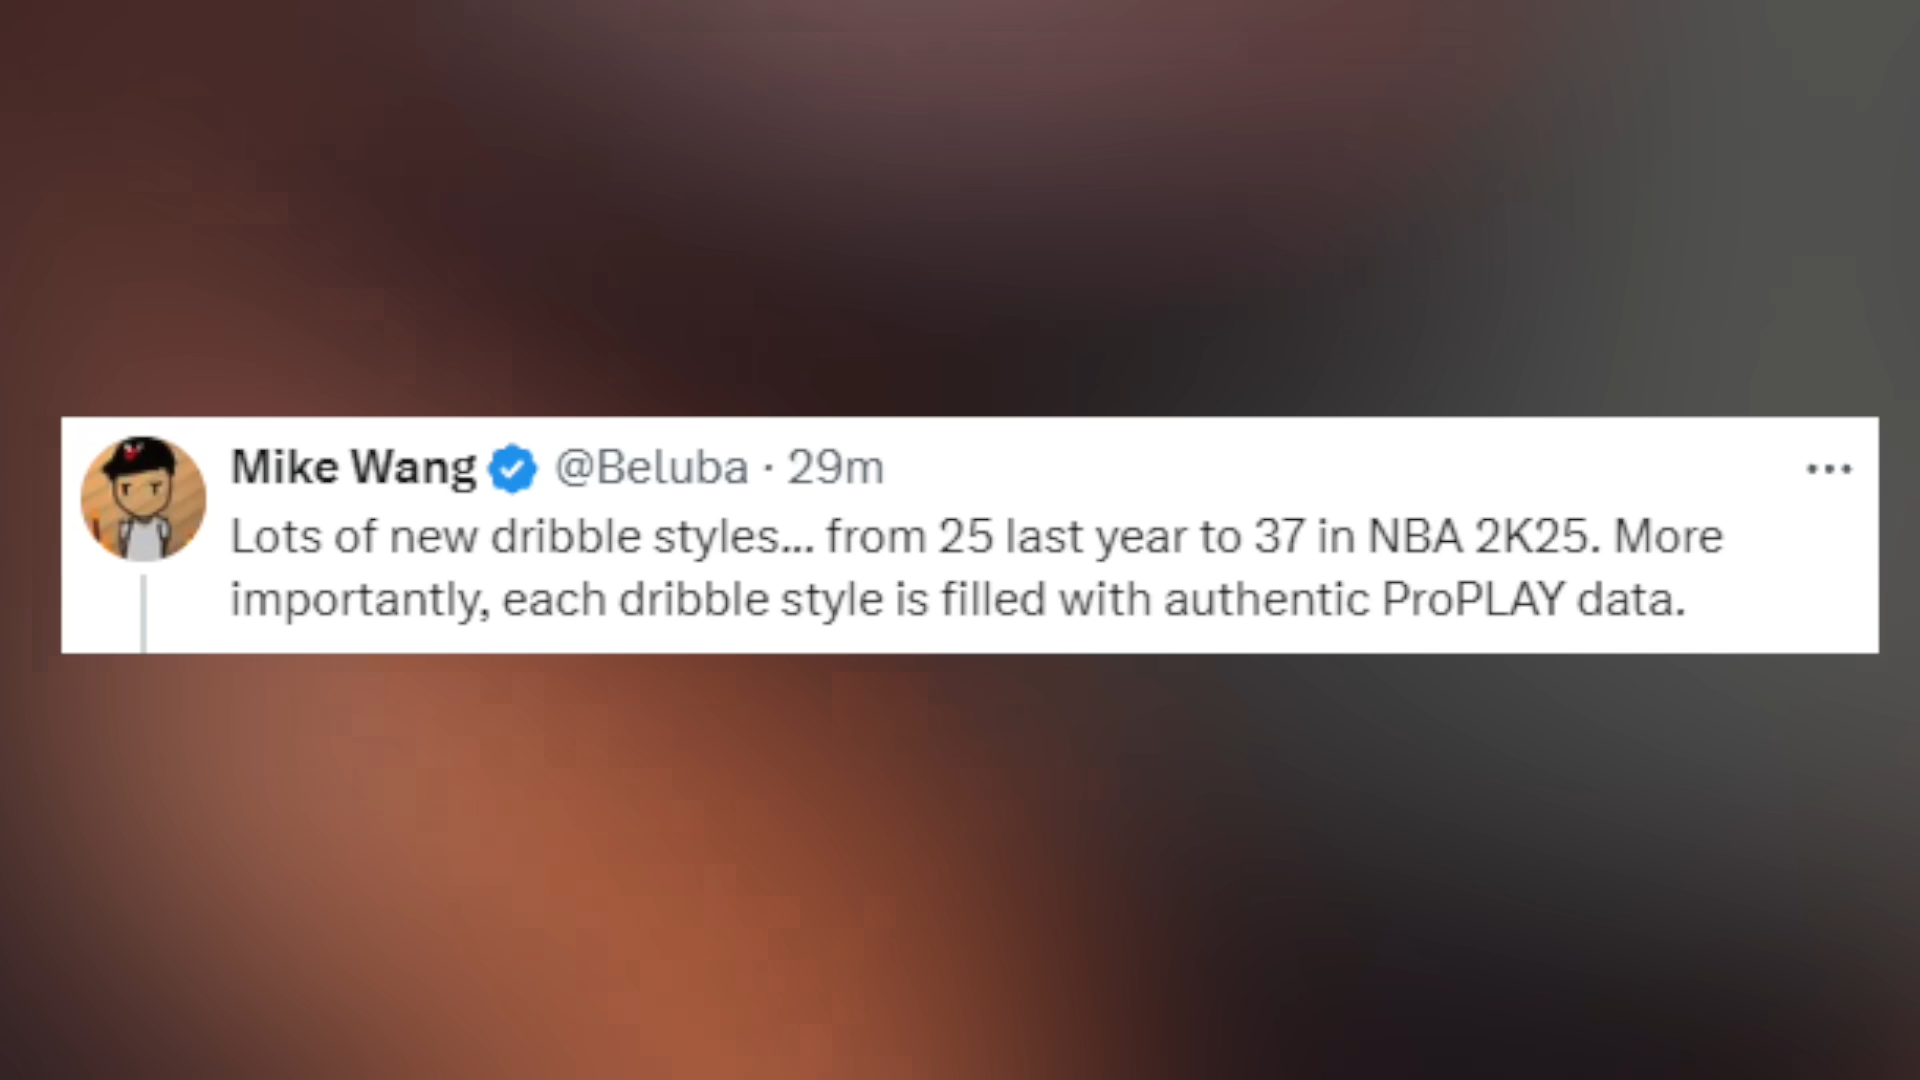 Mike Wang @Beluba · 29m
Lots of new dribble styles... from 25 last year to 37 in NBA 2K25. More
importantly, each dribble style is filled with authentic ProPLAY data.